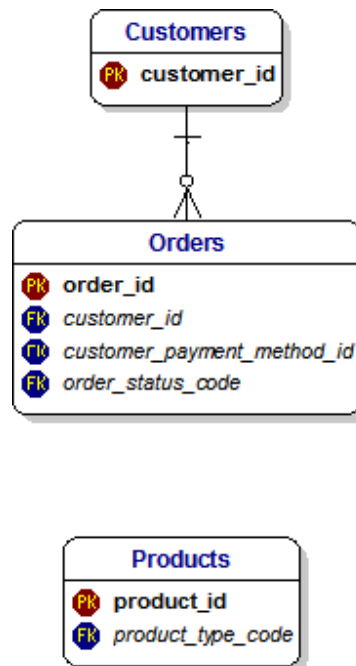 Customers
PK customer_id
Orders
PK order_id
FK customer_id
FK customer_payment_method_id
FK order_status_code
Products
PK product_id
FK product_type_code